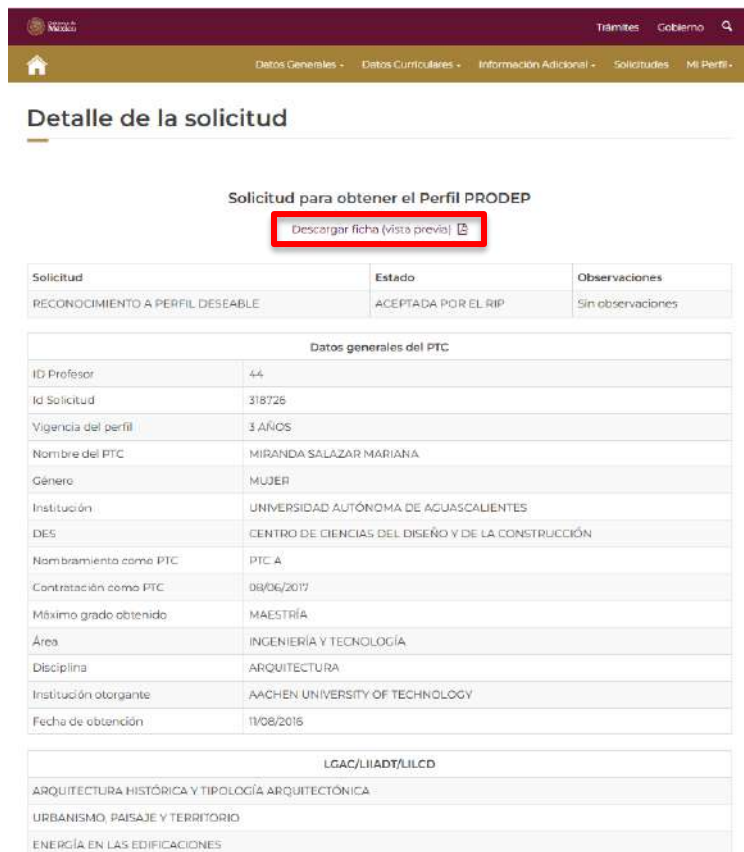 Gobierno de
México
Trámites Gobierno
Datos Generales Datos Curriculares Información Adicional Solicitudes Mi Perfil
Detalle de la solicitud
Solicitud para obtener el Perfil PRODEP
Descargar ficha (vista previa)
Solicitud Estado Observaciones
RECONOCIMIENTO A PERFIL DESEABLE ACEPTADA POR EL RIP Sin observaciones
Datos generales del PTC
ID Profesor 44
Id Solicitud 318726
Vigencia del perfil 3 AÑOS
Nombre del PTC MIRANDA SALAZAR MARIANA
Género MUJER
Institución UNIVERSIDAD AUTÓNOMA DE AGUASCALIENTES
DES CENTRO DE CIENCIAS DEL DISEÑO Y DE LA CONSTRUCCIÓN
Nombramiento como PTC PTC A
Contratación como PTC 08/06/2017
Máximo grado obtenido MAESTRÍA
Área INGENIERÍA Y TECNOLOGÍA
Disciplina ARQUITECTURA
Institución otorgante AACHEN UNIVERSITY OF TECHNOLOGY
Fecha de obtención 11/08/2016
LGAC/LIIADT/LILCD
ARQUITECTURA HISTÓRICA Y TIPOLOGÍA ARQUITECTÓNICA
URBANISMO, PAISAJE Y TERRITORIO
ENERGÍA EN LAS EDIFICACIONES